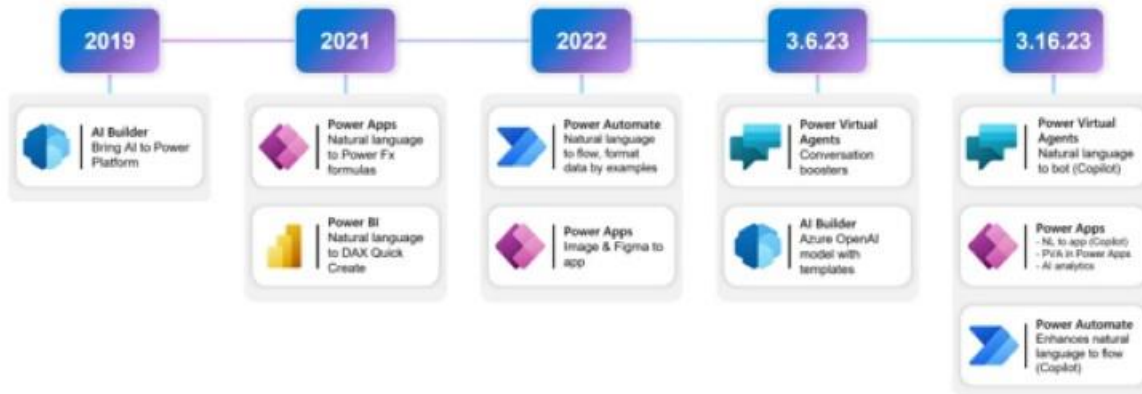 2019
2021
2022
3.6.23
3.16.23
AI Builder
Bring AI to Power
Platform
Power Apps
Natural language
to Power Fx
formulas
Power BI
Natural language
to DAX Quick
Create
Power Automate
Natural language
to flow, format
data by examples
Power Apps
Image & Figma to
app
Power Virtual
Agents
Conversation
boosters
AI Builder
Azure OpenAI
model with
templates
Power Virtual
Agents
Natural language
to bot (Copilot)
Power Apps
- NL to app (Copilot)
- PVA in Power Apps
- AI analytics
Power Automate
Enhances natural
language to flow
(Copilot)